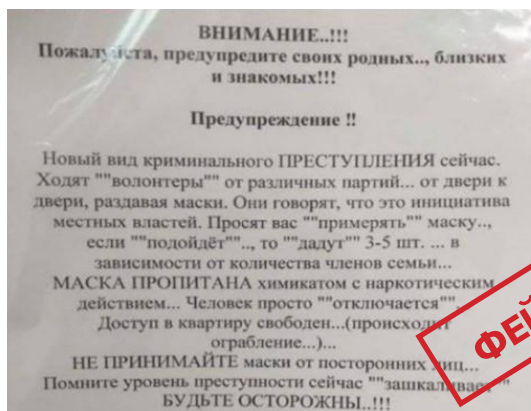 ВНИМАНИЕ..!!!
Пожалуйста, предупредите своих родных.., близких
и знакомых!!!
Предупреждение !!
Новый вид криминального ПРЕСТУПЛЕНИЯ сейчас.
Ходят ""волонтеры"" от различных партий... от двери к
двери, раздавая маски. Они говорят, что это инициатива
местных властей. Просят вас ""примерять"" маску..,
если ""подойдёт"".., то ""дадут"" 3-5 шт. ... в
зависимости от количества членов семьи...
МАСКА ПРОПИТАНА химикатом с наркотическим
действием... Человек просто ""отключается""
Доступ в квартиру свободен...(происходит
ограбление...)...
НЕ ПРИНИМАЙТЕ маски от посторонних лиц...
Помните уровень преступности сейчас ""зашкаливает""
БУДЬТЕ ОСТОРОЖНЫ..!!!